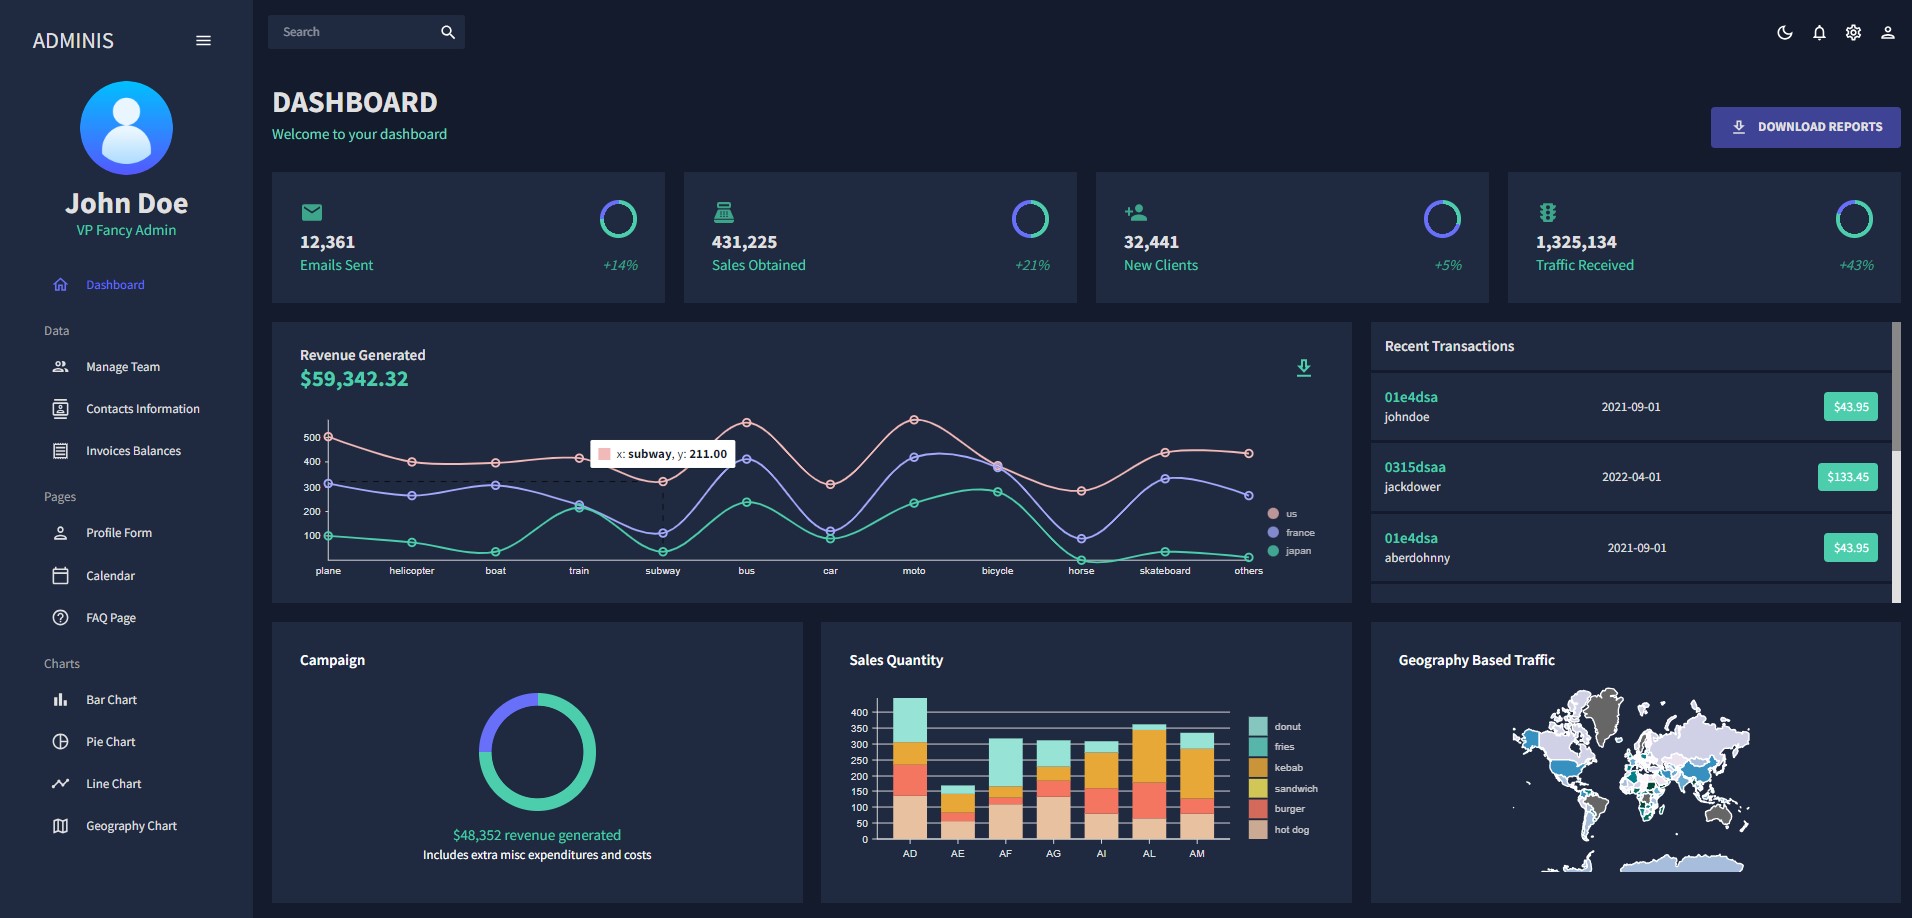 ADMINIS
John Doe
VP Fancy Admin
Dashboard
Data
Manage Team
Contacts Information
Invoices Balances
Pages
Profile Form
Calendar
FAQ Page
Charts
Bar Chart
Pie Chart
Line Chart
Geography Chart
Search
DASHBOARD
Welcome to your dashboard
DOWNLOAD REPORTS
12,361
Emails Sent
+14%
431,225
Sales Obtained
+21%
32,441
New Clients
+5%
1,325,134
Traffic Received
+43%
Revenue Generated
$59,342.32
500
400
300
200
100
x: subway, y: 211.00
plane helicopter boat train subway bus car moto bicycle horse skateboard others
us
france
japan
Recent Transactions
01e4dsa
johndoe
2021-09-01
$43.95
0315dsaa
jackdower
2022-04-01
$133.45
01e4dsa
aberdohnny
2021-09-01
$43.95
Campaign
$48,352 revenue generated
Includes extra misc expenditures and costs
Sales Quantity
400
350
300
250
200
150
100
50
0
AD AE AF AG AI AL AM
donut
fries
kebab
sandwich
burger
hot dog
Geography Based Traffic